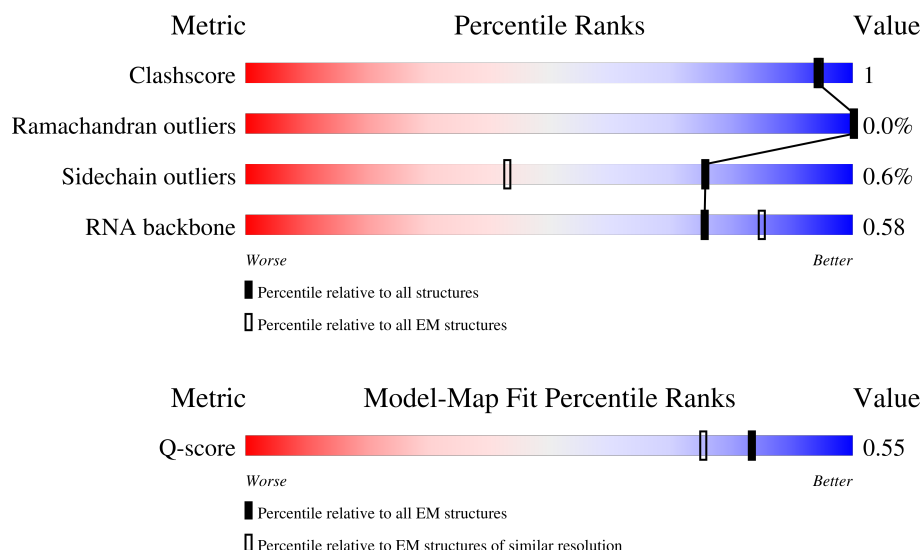 Metric Percentile Ranks Value
Clashscore 1
Ramachandran outliers 0.0%
Sidechain outliers 0.6%
RNA backbone 0.58
Worse Better
Percentile relative to all structures
Percentile relative to all EM structures
Metric Model-Map Fit Percentile Ranks Value
Q-score 0.55
Worse Better
Percentile relative to all EM structures
Percentile relative to EM structures of similar resolution